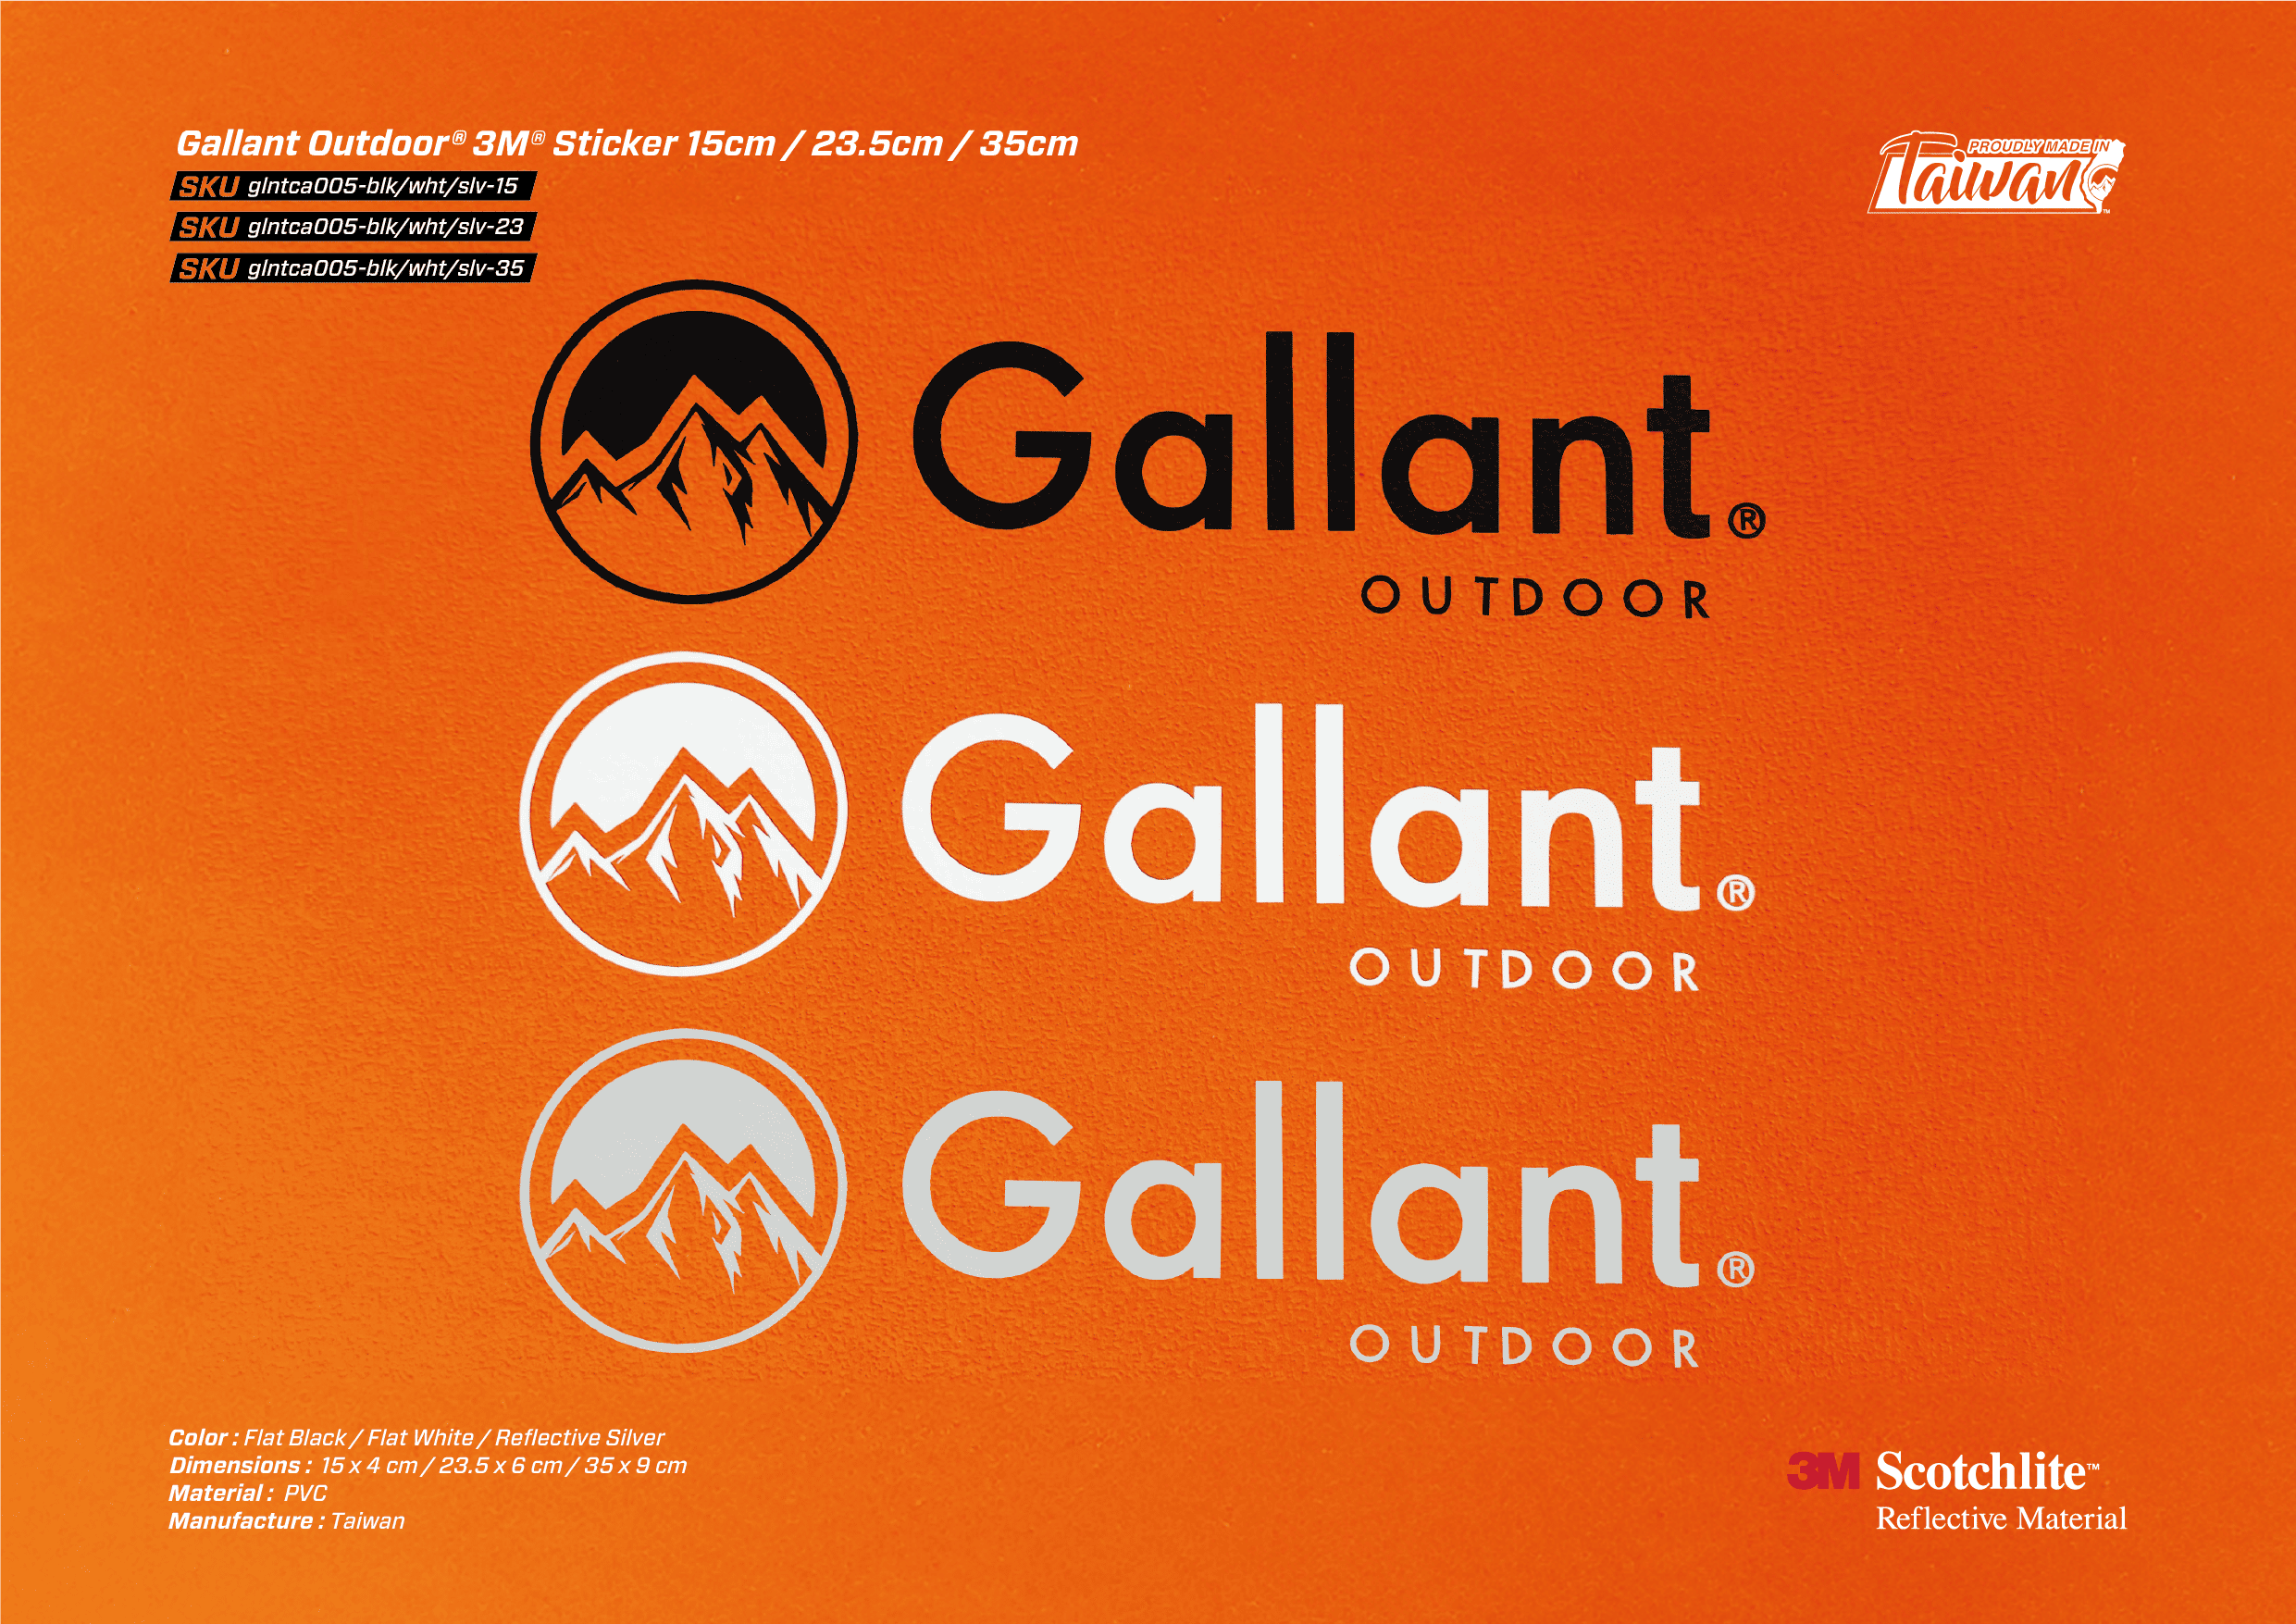 Gallant Outdoor® 3M® Sticker 15cm / 23.5cm / 35cm
SKU glntca005-blk/wht/slv-15
SKU glntca005-blk/wht/slv-23
SKU glntca005-blk/wht/slv-35
PROUDLY MADE IN
Taiwan™
Gallant®
OUTDOOR
Gallant®
OUTDOOR
Gallant®
OUTDOOR
Color : Flat Black / Flat White / Reflective Silver
Dimensions : 15 x 4 cm / 23.5 x 6 cm / 35 x 9 cm
Material : PVC
Manufacture : Taiwan
3M Scotchlite™
Reflective Material